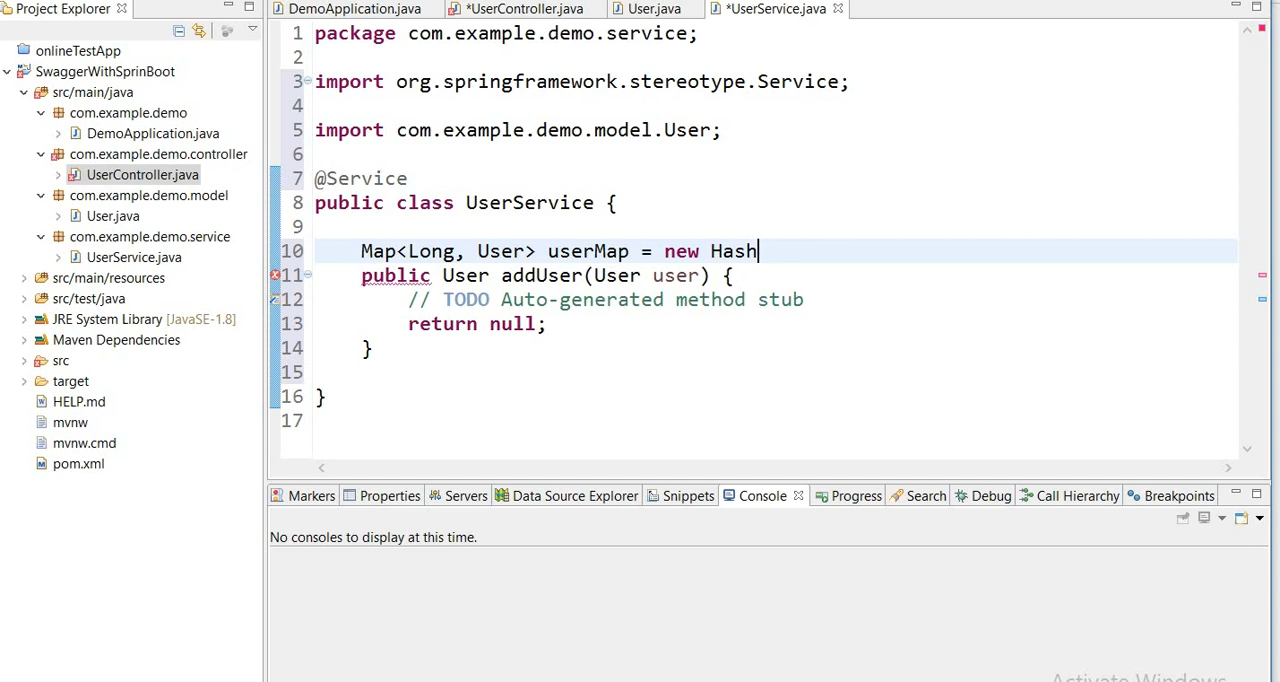 Project Explorer
DemoApplication.java
*UserController.java
User.java
*UserService.java
onlineTestApp
SwaggerWithSprinBoot
src/main/java
com.example.demo
DemoApplication.java
com.example.demo.controller
UserController.java
com.example.demo.model
User.java
com.example.demo.service
UserService.java
src/main/resources
src/test/java
JRE System Library [JavaSE-1.8]
Maven Dependencies
src
target
HELP.md
mvnw
mvnw.cmd
pom.xml
1 package com.example.demo.service;
2
3 import org.springframework.stereotype.Service;
4
5 import com.example.demo.model.User;
6
7 @Service
8 public class UserService {
9
10 Map<Long, User> userMap = new Hash
11 public User addUser(User user) {
12 // TODO Auto-generated method stub
13 return null;
14 }
15
16 }
17
Market Properties Servers Data Source Explorer Snippets Console Progress Search Debug Call Hierarchy Breakpoints
No consoles to display at this time.
Activate Windows